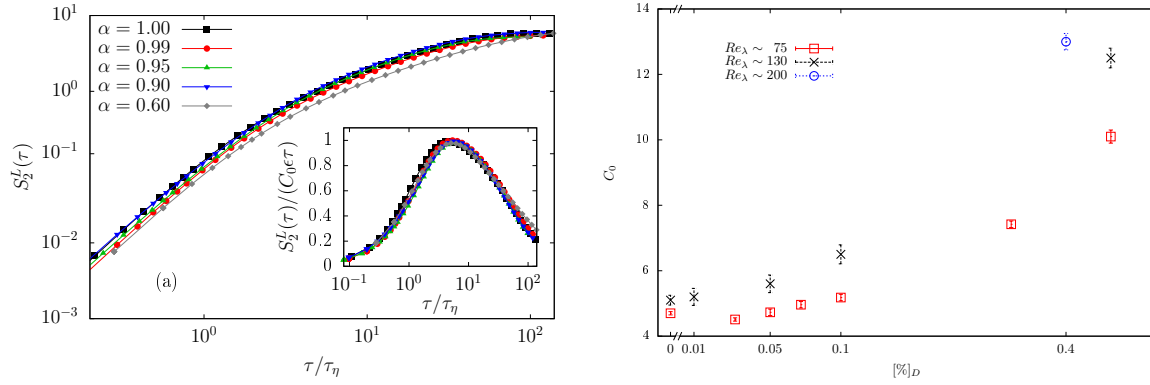 10^1
10^0
10^{-1}
10^{-2}
10^{-3}
S_2^L(τ)
α = 1.00
α = 0.99
α = 0.95
α = 0.90
α = 0.60
(a)
10^0
10^1
10^2
τ/τ_η
1
0.8
0.6
0.4
0.2
0
S_2^L(τ)/(C_0ϵτ)
10^{-1}
10^0
10^1
10^2
τ/τ_η
14
12
10
8
6
4
C_0
Re_λ ∼ 75
Re_λ ∼ 130
Re_λ ∼ 200
0
0.01
0.05
0.1
0.4
[%]_D